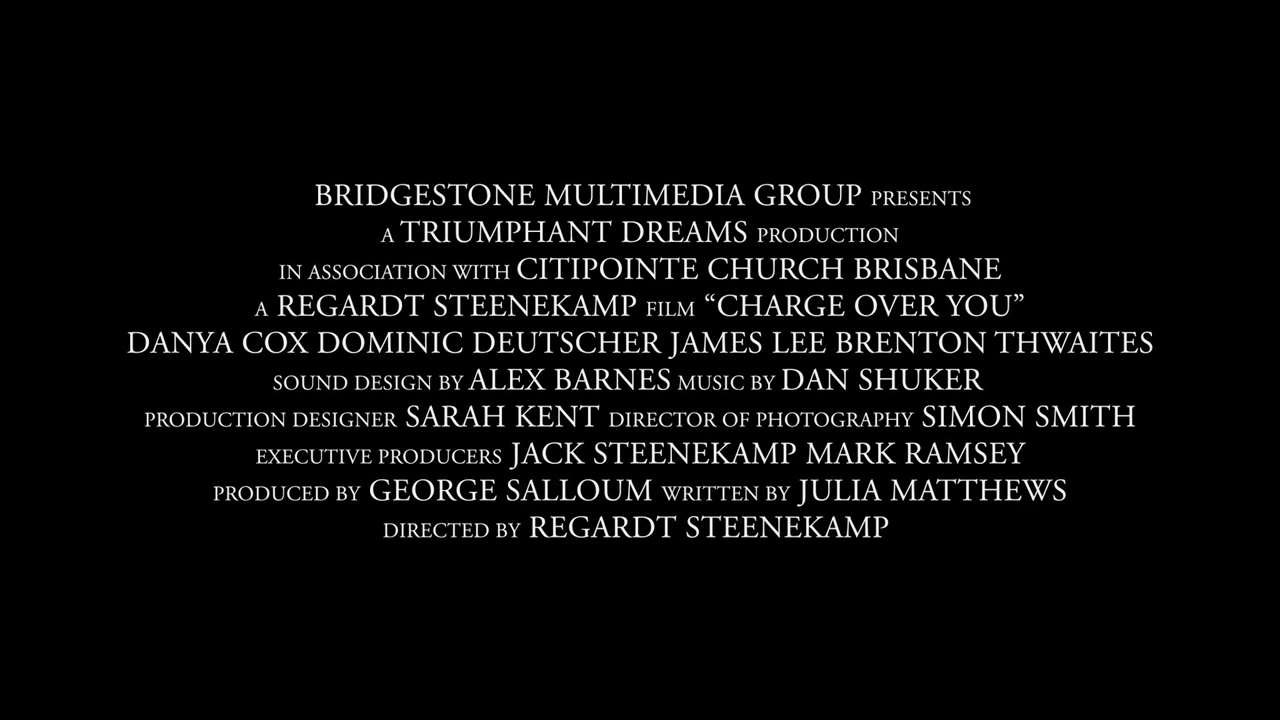 BRIDGESTONE MULTIMEDIA GROUP PRESENTS
A TRIUMPHANT DREAMS PRODUCTION
IN ASSOCIATION WITH CITIPOINTE CHURCH BRISBANE
A REGARDT STEENEKAMP FILM “CHARGE OVER YOU”
DANYA COX DOMINIC DEUTSCHER JAMES LEE BRENTON THWAITES
SOUND DESIGN BY ALEX BARNES MUSIC BY DAN SHUKER
PRODUCTION DESIGNER SARAH KENT DIRECTOR OF PHOTOGRAPHY SIMON SMITH
EXECUTIVE PRODUCERS JACK STEENEKAMP MARK RAMSEY
PRODUCED BY GEORGE SALLOUM WRITTEN BY JULIA MATTHEWS
DIRECTED BY REGARDT STEENEKAMP